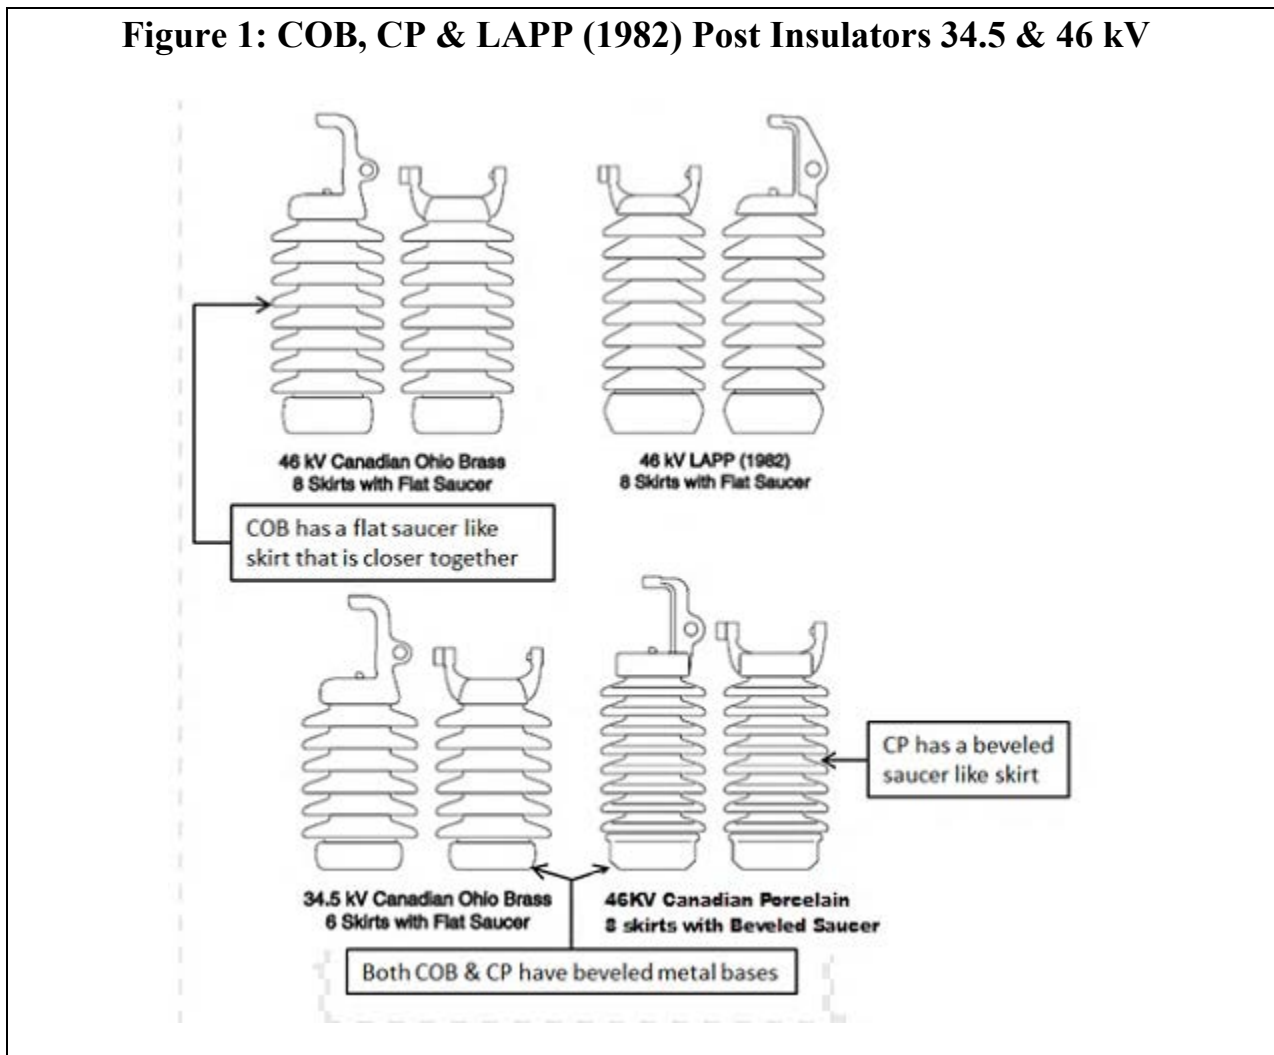 Figure 1: COB, CP & LAPP (1982) Post Insulators 34.5 & 46 kV
46 kV Canadian Ohio Brass
8 Skirts with Flat Saucer
46 kV LAPP (1982)
8 Skirts with Flat Saucer
COB has a flat saucer like
skirt that is closer together
CP has a beveled
saucer like skirt
34.5 kV Canadian Ohio Brass
6 Skirts with Flat Saucer
46KV Canadian Porcelain
8 skirts with Beveled Saucer
Both COB & CP have beveled metal bases